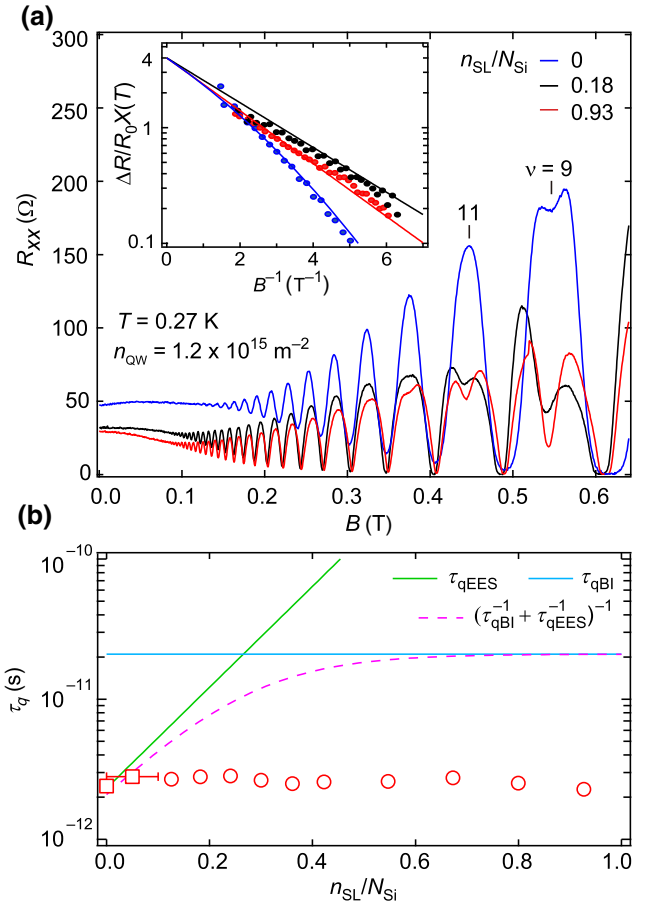 (a)
300
250
200
150
100
50
0
R_XX (Ω)
0.0
0.1
0.2
0.3
0.4
0.5
0.6
B (T)
n_SL/N_Si
0
0.18
0.93
ν = 9
11
T = 0.27 K
n_QW = 1.2 x 10^15 m^−2
4
1
0.1
ΔR/R_0X(T)
0
2
4
6
B^−1 (T^−1)
(b)
10^−10
10^−11
10^−12
τ_q (s)
τ_qEES
τ_qBI
(τ_qBI^−1 + τ_qEES^−1)^−1
0.0
0.2
0.4
0.6
0.8
1.0
n_SL/N_Si